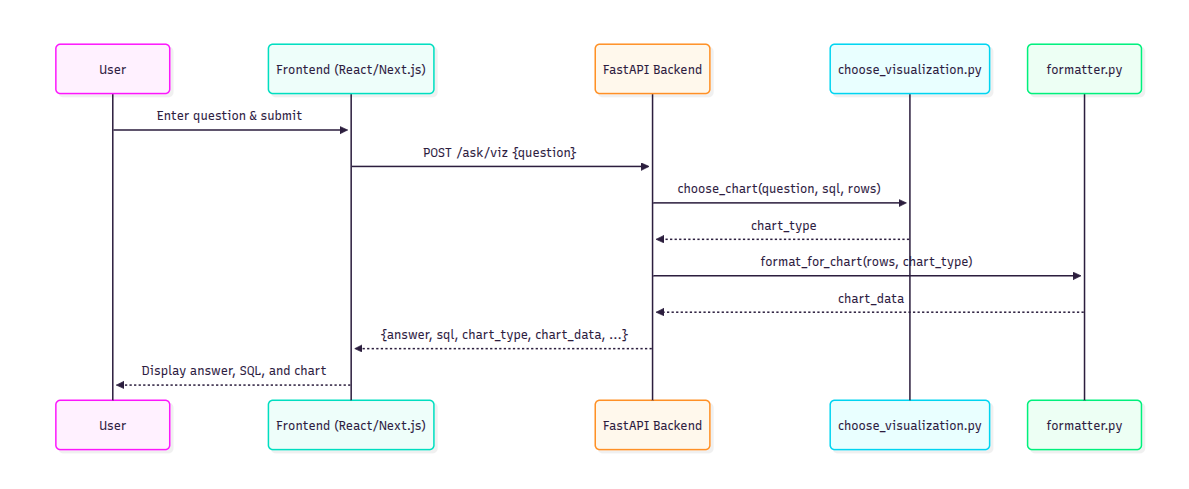 User
Frontend (React/Next.js)
FastAPI Backend
choose_visualization.py
formatter.py
Enter question & submit
POST /ask/viz {question}
choose_chart(question, sql, rows)
chart_type
format_for_chart(rows, chart_type)
chart_data
{answer, sql, chart_type, chart_data, ...}
Display answer, SQL, and chart
User
Frontend (React/Next.js)
FastAPI Backend
choose_visualization.py
formatter.py